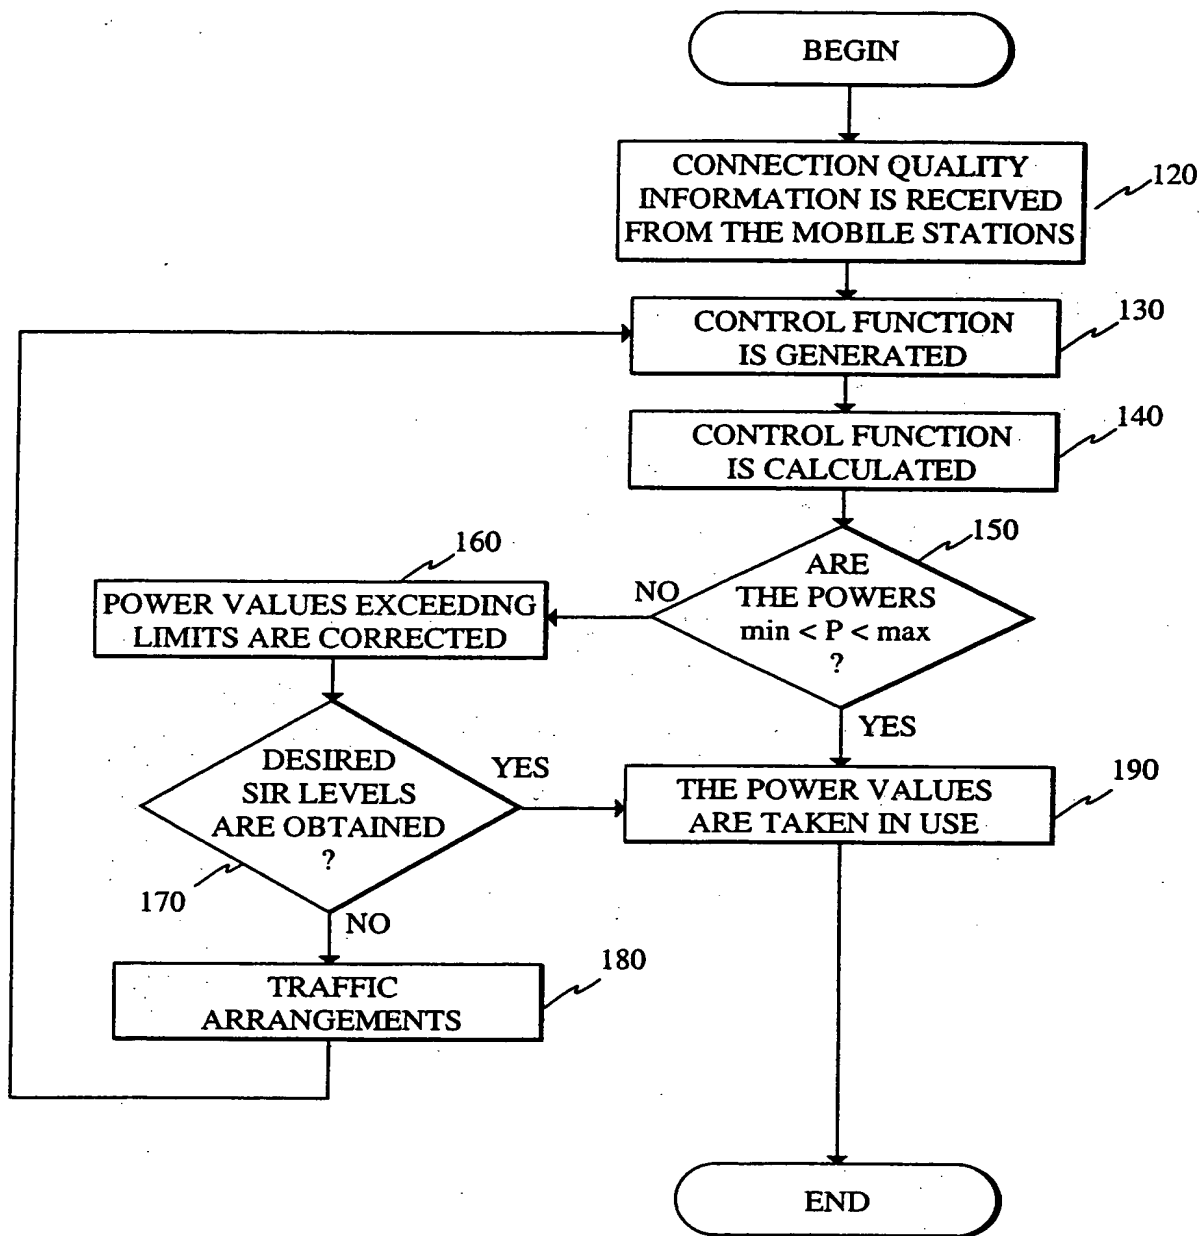 BEGIN
CONNECTION QUALITY
INFORMATION IS RECEIVED
FROM THE MOBILE STATIONS
120
CONTROL FUNCTION
IS GENERATED
130
CONTROL FUNCTION
IS CALCULATED
140
ARE
THE POWERS
min < P < max
?
150
NO
YES
160
POWER VALUES EXCEEDING
LIMITS ARE CORRECTED
DESIRED
SIR LEVELS
ARE OBTAINED
?
170
YES
NO
THE POWER VALUES
ARE TAKEN IN USE
190
TRAFFIC
ARRANGEMENTS
180
END